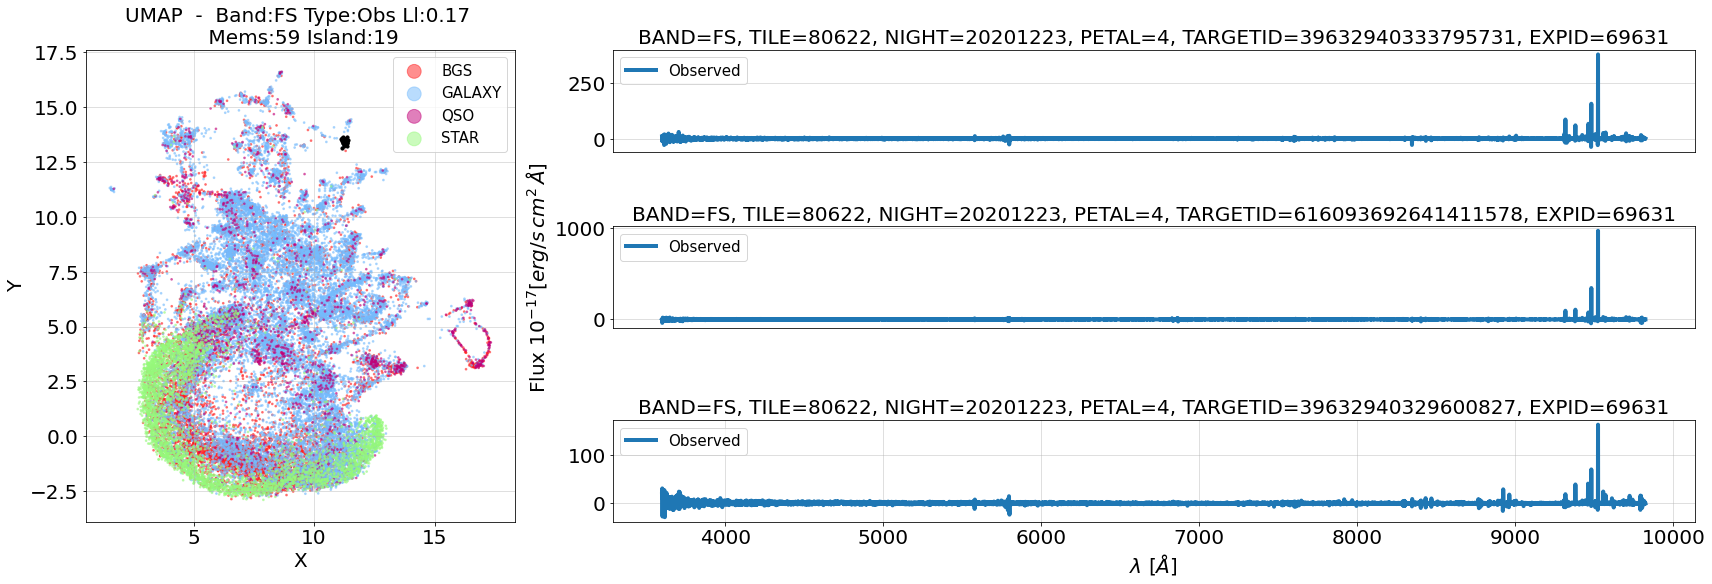 UMAP - Band:FS Type:Obs Ll:0.17
Mems:59 Island:19
17.5
15.0
12.5
10.0
7.5
5.0
2.5
0.0
−2.5
Y
BGS
GALAXY
QSO
STAR
5
10
15
X
Flux 10⁻¹⁷[erg/s cm² Å]
BAND=FS, TILE=80622, NIGHT=20201223, PETAL=4, TARGETID=39632940333795731, EXPID=69631
Observed
250
0
BAND=FS, TILE=80622, NIGHT=20201223, PETAL=4, TARGETID=616093692641411578, EXPID=69631
Observed
1000
0
BAND=FS, TILE=80622, NIGHT=20201223, PETAL=4, TARGETID=39632940329600827, EXPID=69631
Observed
100
0
4000
5000
6000
7000
8000
9000
10000
λ [Å]